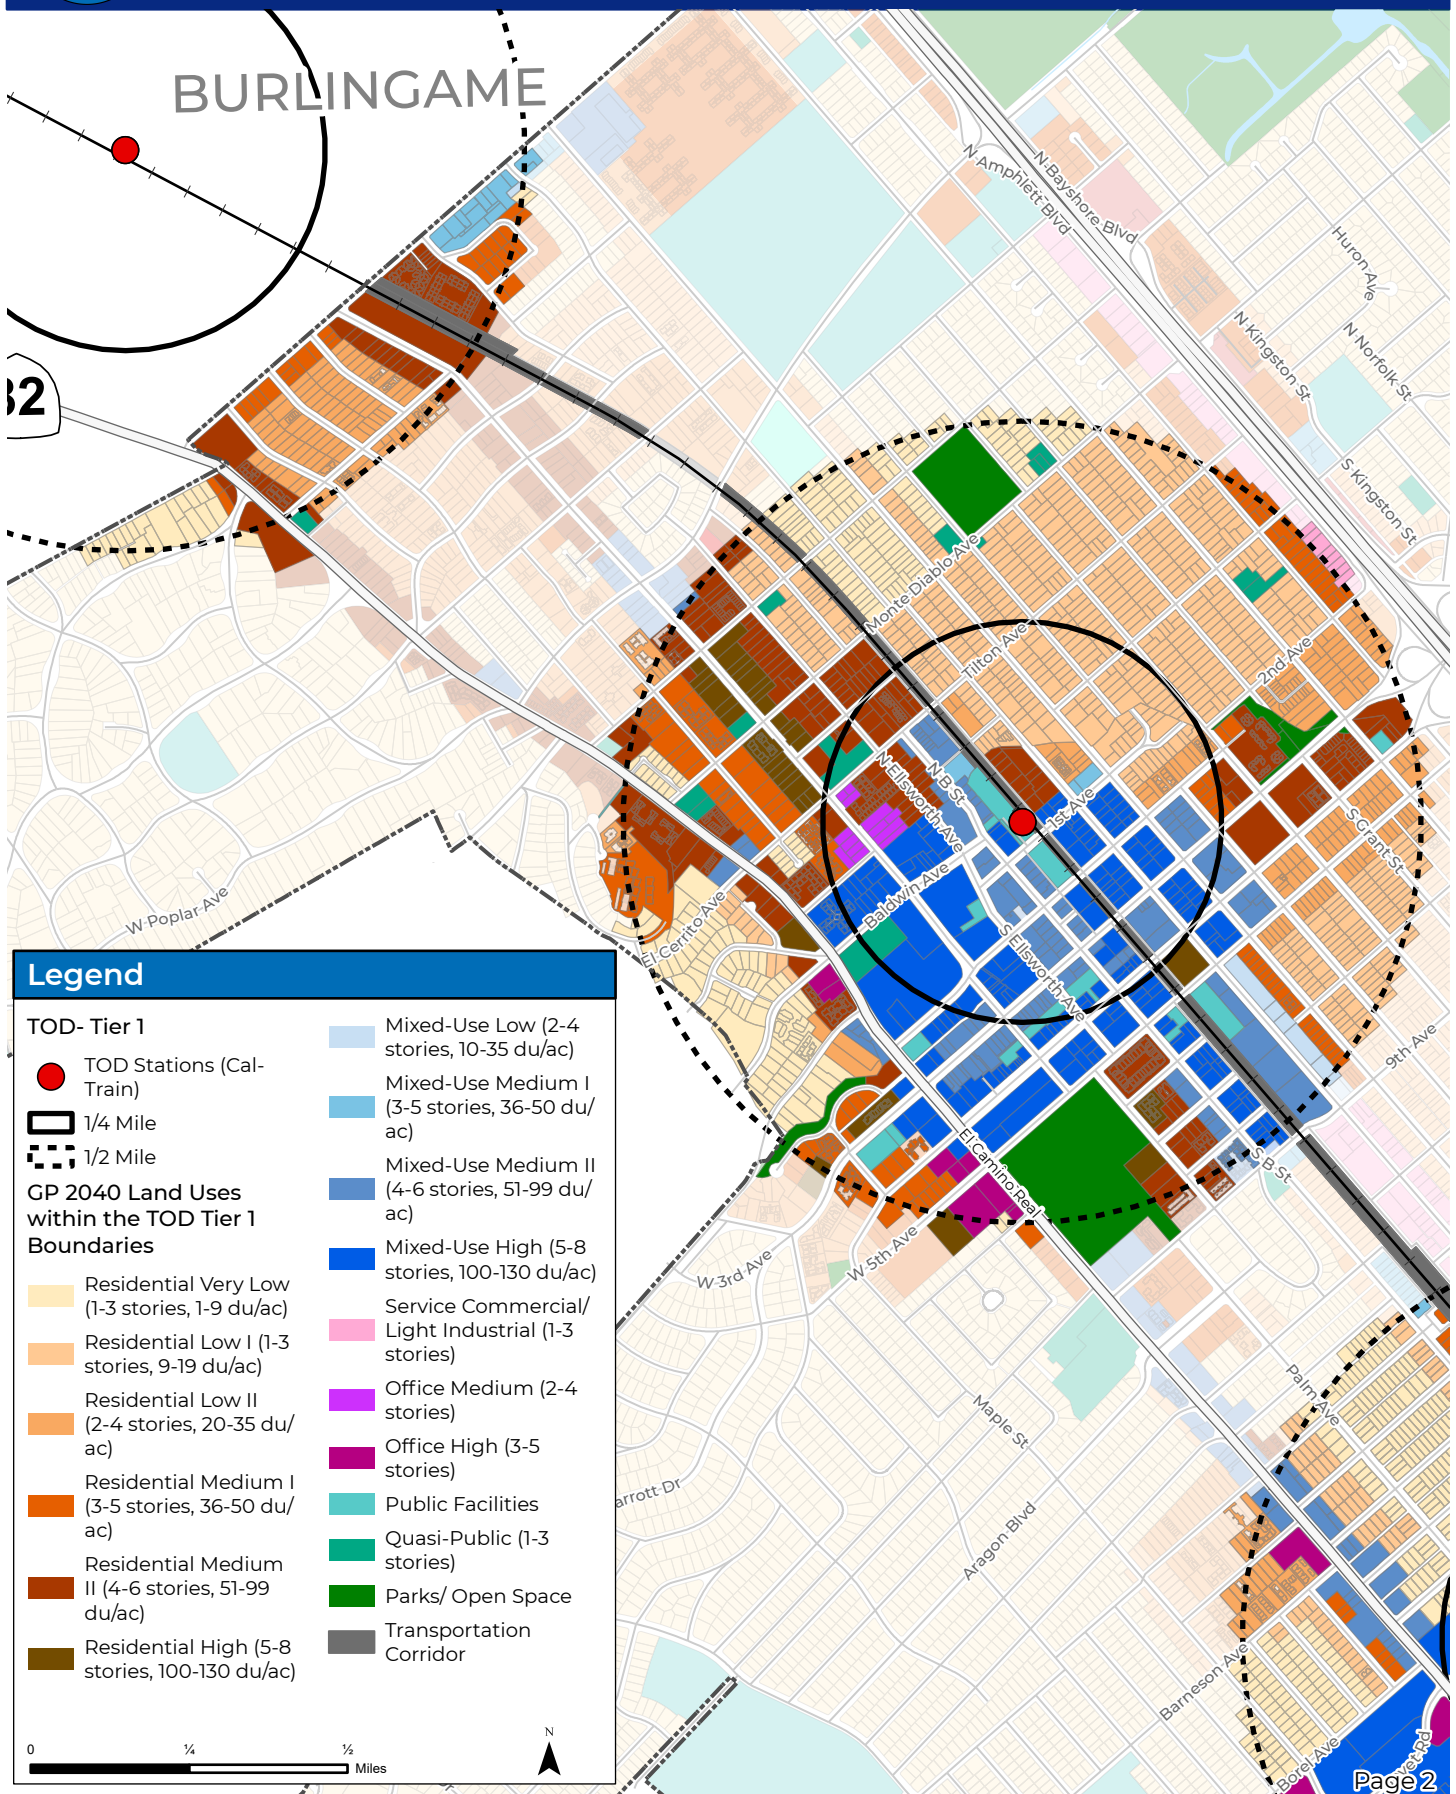 BURLINGAME
N Amphlett Blvd
N Bayshore Blvd
Huron Ave
N Kingston St
N Norfolk St
S Kingston St
Monte Diablo Ave
Tilton Ave
2nd Ave
N Ellsworth Ave
N B St
1st Ave
S Grant St
Baldwin Ave
S Ellsworth Ave
W Poplar Ave
El Cerrito Ave
9th Ave
El Camino Real
S B St
W 3rd Ave
W 5th Ave
Palm Ave
Maple St
arrott Dr
Aragon Blvd
Barneson Ave
Borel Ave
vet Rd
Page 2
Legend
TOD- Tier 1
TOD Stations (Cal-
Train)
1/4 Mile
1/2 Mile
GP 2040 Land Uses
within the TOD Tier 1
Boundaries
Residential Very Low
(1-3 stories, 1-9 du/ac)
Residential Low I (1-3
stories, 9-19 du/ac)
Residential Low II
(2-4 stories, 20-35 du/
ac)
Residential Medium I
(3-5 stories, 36-50 du/
ac)
Residential Medium
II (4-6 stories, 51-99
du/ac)
Residential High (5-8
stories, 100-130 du/ac)
Mixed-Use Low (2-4
stories, 10-35 du/ac)
Mixed-Use Medium I
(3-5 stories, 36-50 du/
ac)
Mixed-Use Medium II
(4-6 stories, 51-99 du/
ac)
Mixed-Use High (5-8
stories, 100-130 du/ac)
Service Commercial/
Light Industrial (1-3
stories)
Office Medium (2-4
stories)
Office High (3-5
stories)
Public Facilities
Quasi-Public (1-3
stories)
Parks/ Open Space
Transportation
Corridor
0 ¼ ½
Miles
N